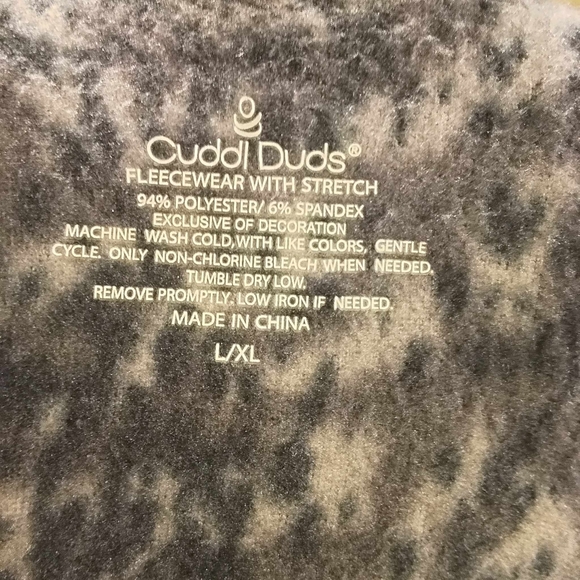 Cuddl Duds®
FLEECEWEAR WITH STRETCH
94% POLYESTER/ 6% SPANDEX
EXCLUSIVE OF DECORATION
MACHINE WASH COLD,WITH LIKE COLORS, GENTLE
CYCLE. ONLY NON-CHLORINE BLEACH WHEN NEEDED.
TUMBLE DRY LOW.
REMOVE PROMPTLY. LOW IRON IF NEEDED.
MADE IN CHINA
L/XL